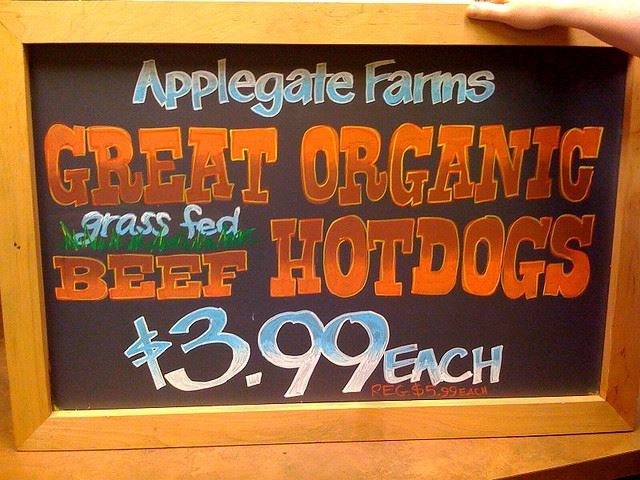 Applegate Farms
GREAT ORGANIC
grass fed
BEEF HOTDOGS
$3.99 EACH
REG. $5.99 EACH